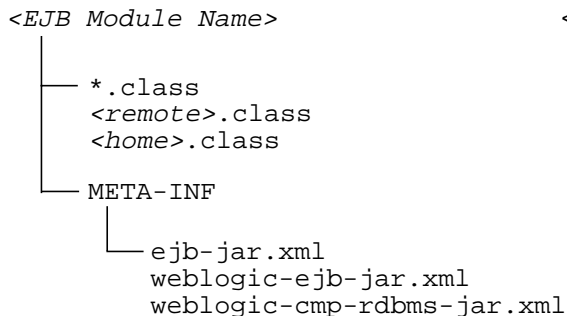 <EJB Module Name> <
*.class
<remote>.class
<home>.class
META-INF
ejb-jar.xml
weblogic-ejb-jar.xml
weblogic-cmp-rdbms-jar.xml